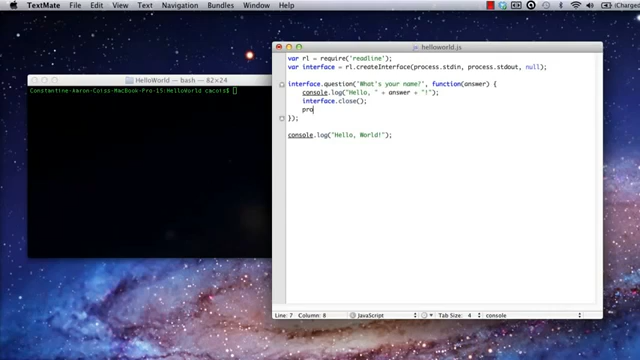 TextMate File Edit View Text Navigation Bundles Window Help (Charged
HelloWorld — bash — 82×24
Constantine-Aaron-Coiss-MacBook-Pro-15:HelloWorld cacois$
helloworld.js
var rl = require('readline');
var interface = rl.createInterface(process.stdin, process.stdout, null);
interface.question("What's your name?", function(answer) {
console.log("Hello, " + answer + "!");
interface.close();
pro
});
console.log("Hello, World!");
Line: 7 Column: 8 JavaScript Tab Size: 4 console